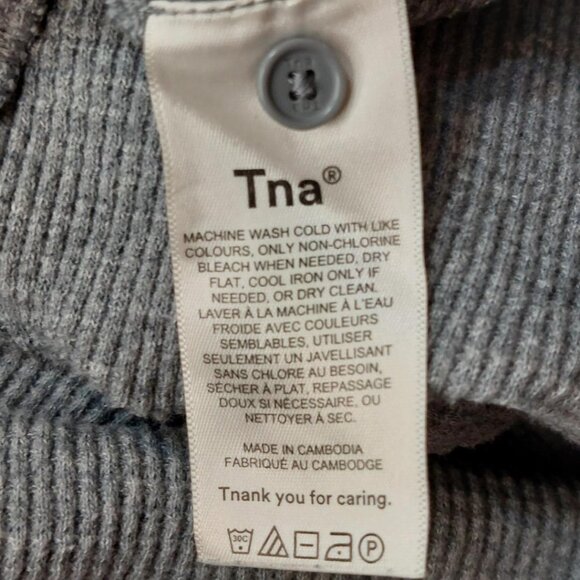 Tna®
MACHINE WASH COLD WITH LIKE
COLOURS, ONLY NON-CHLORINE
BLEACH WHEN NEEDED, DRY
FLAT, COOL IRON ONLY IF
NEEDED, OR DRY CLEAN.
LAVER À LA MACHINE À L'EAU
FROIDE AVEC COULEURS
SEMBLABLES, UTILISER
SEULEMENT UN JAVELLISANT
SANS CHLORE AU BESOIN,
SÉCHER À PLAT, REPASSAGE
DOUX SI NÉCESSAIRE, OU
NETTOYER À SEC.
MADE IN CAMBODIA
FABRIQUÉ AU CAMBODGE
Tnank you for caring.
30C P